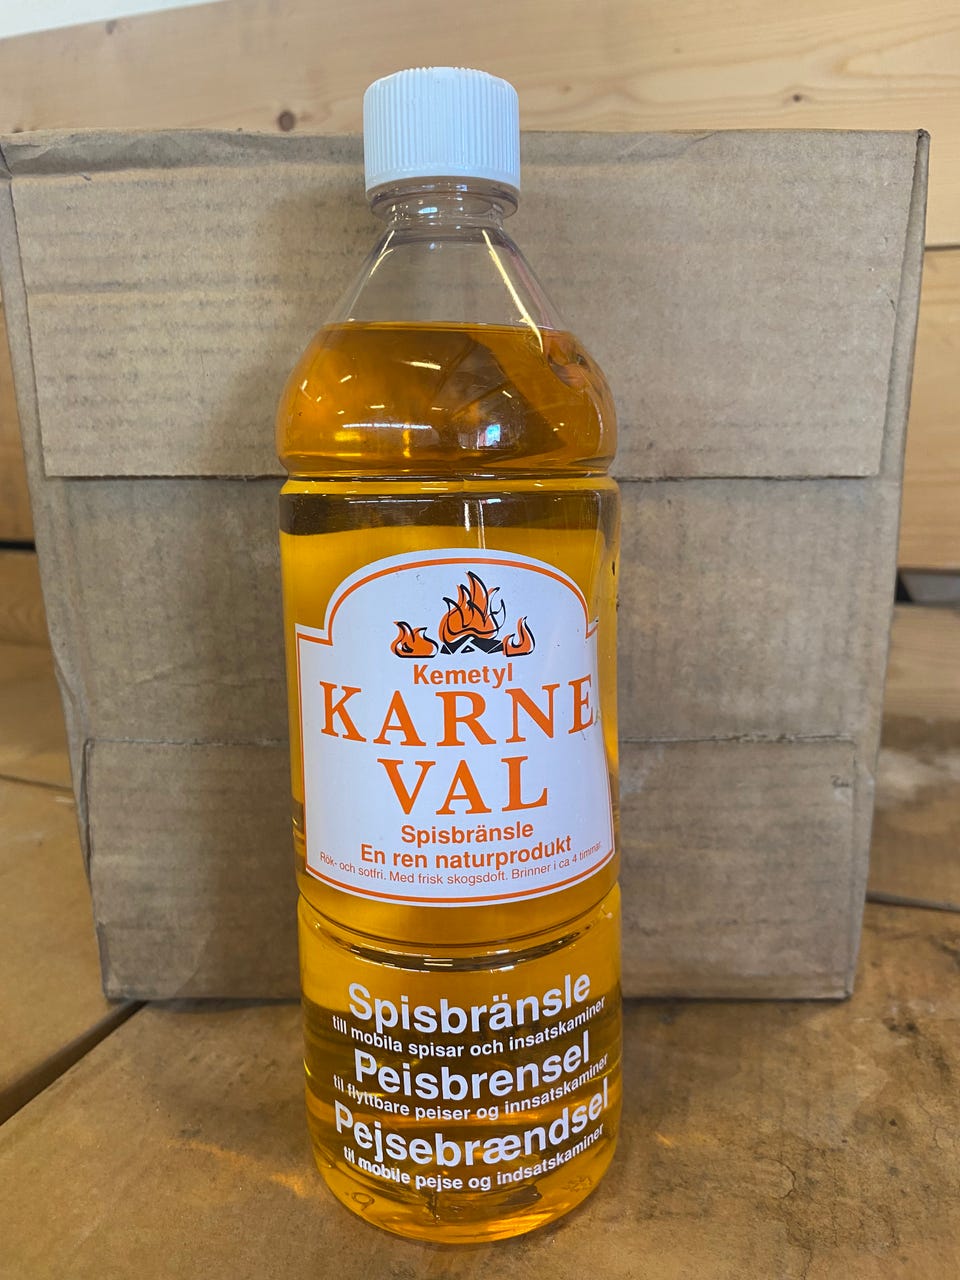 Kemetyl
KARNE
VAL
Spisbränsle
En ren naturprodukt
Rök- och sotfri. Med frisk skogsdoft. Brinner i ca 4 timmar.
Spisbränsle
till mobila spisar och insatskaminer
Peisbrensel
til flyttbare peiser og innsatskaminer
Pejsebrændsel
til mobile pejse og indsatskaminer